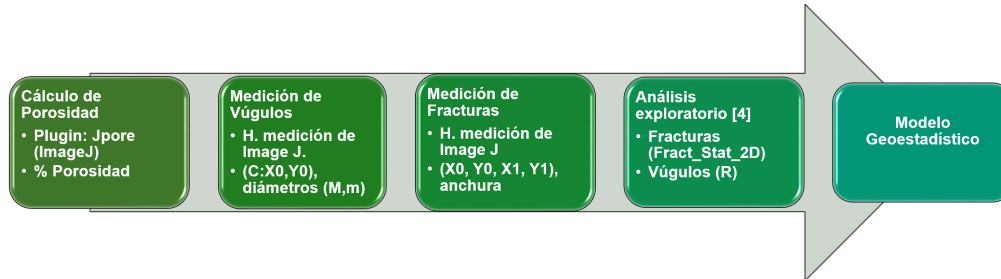 Cálculo de
Porosidad
• Plugin: Jpore
(ImageJ)
• % Porosidad
Medición de
Vúgulos
• H. medición de
Image J.
• (C:X0,Y0),
diámetros (M,m)
Medición de
Fracturas
• H. medición de
Image J
• (X0, Y0, X1, Y1),
anchura
Análisis
exploratorio [4]
• Fracturas
(Fract_Stat_2D)
• Vúgulos (R)
Modelo
Geoestadístico